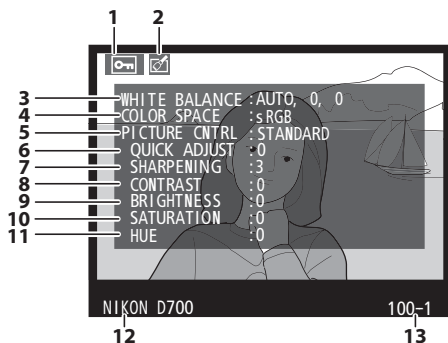 1 2
3 WHITE BALANCE :AUTO, 0, 0
4 COLOR SPACE :sRGB
5 PICTURE CNTRL :STANDARD
6 QUICK ADJUST :0
7 SHARPENING :3
8 CONTRAST :0
9 BRIGHTNESS :0
10 SATURATION :0
11 HUE :0
NIKON D700 100-1
12 13